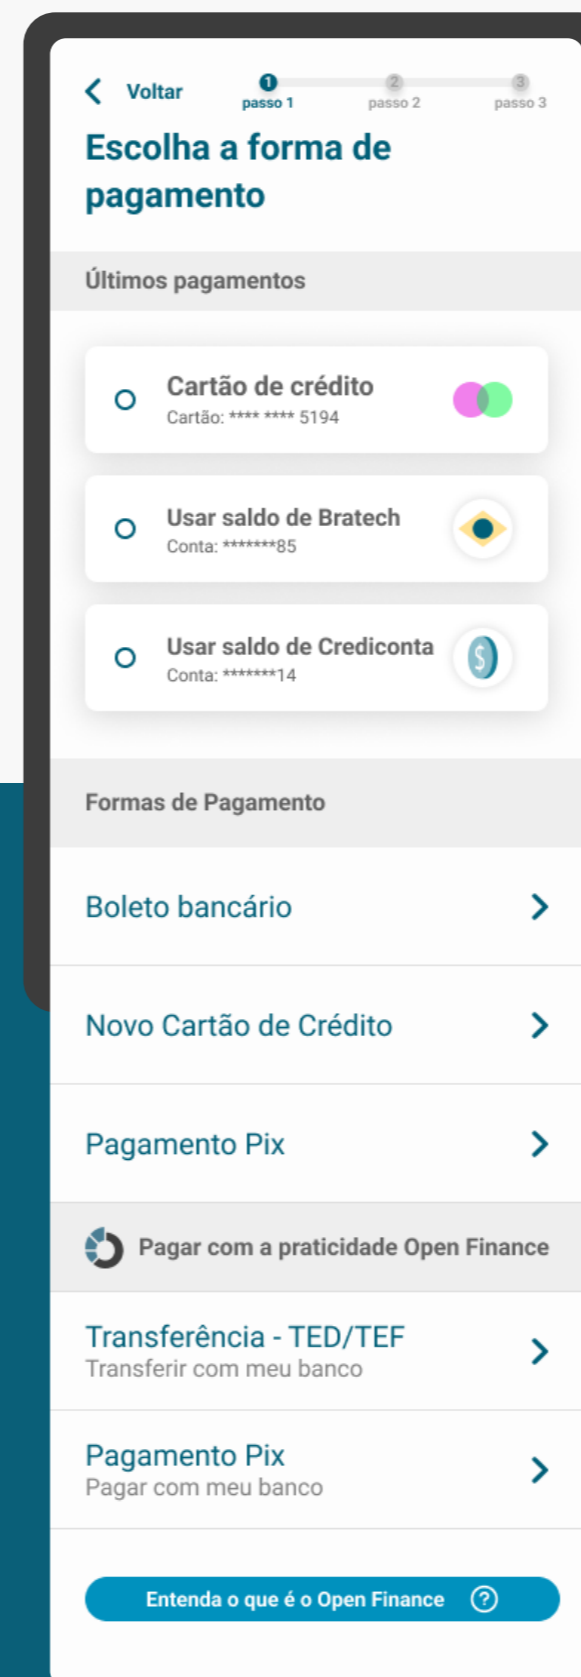 Voltar
1 2 3
passo 1 passo 2 passo 3
Escolha a forma de
pagamento
Últimos pagamentos
Cartão de crédito
Cartão: **** **** 5194
Usar saldo de Bratech
Conta: *******85
Usar saldo de Crediconta
Conta: *******14
$
Formas de Pagamento
Boleto bancário
Novo Cartão de Crédito
Pagamento Pix
Pagar com a praticidade Open Finance
Transferência - TED/TEF
Transferir com meu banco
Pagamento Pix
Pagar com meu banco
Entenda o que é o Open Finance ?